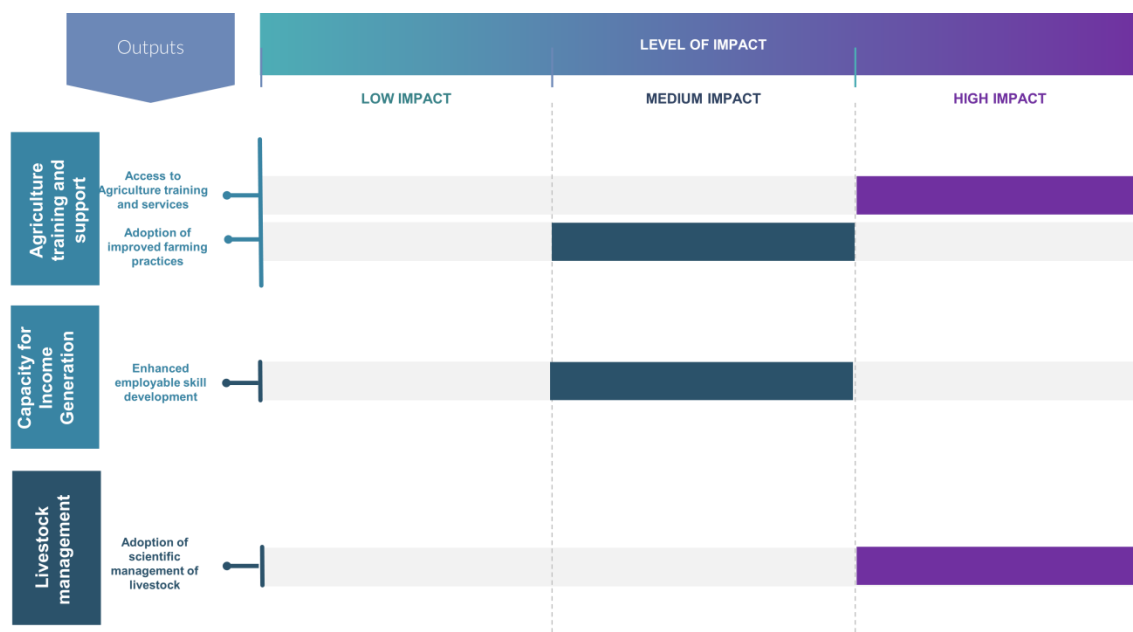 Outputs
LEVEL OF IMPACT
LOW IMPACT
MEDIUM IMPACT
HIGH IMPACT
Agriculture
training and
support
Access to
Agriculture training
and services
Adoption of
improved farming
practices
Capacity for
Income
Generation
Enhanced
employable skill
development
Livestock
management
Adoption of
scientific
management of
livestock